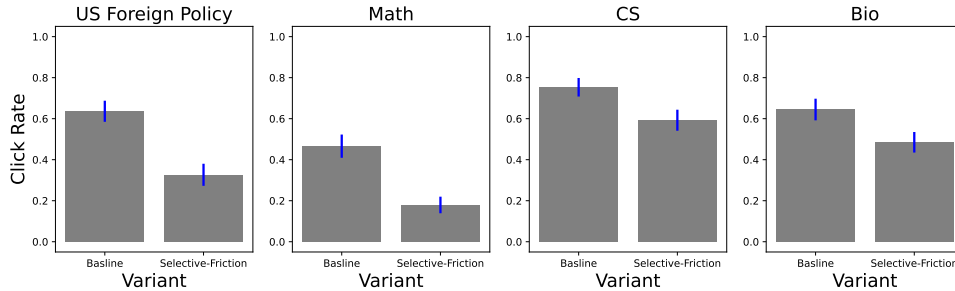 US Foreign Policy
Math
CS
Bio
Click Rate
1.0
0.8
0.6
0.4
0.2
0.0
Basline
Selective-Friction
Variant
1.0
0.8
0.6
0.4
0.2
0.0
Basline
Selective-Friction
Variant
1.0
0.8
0.6
0.4
0.2
0.0
Basline
Selective-Friction
Variant
1.0
0.8
0.6
0.4
0.2
0.0
Basline
Selective-Friction
Variant